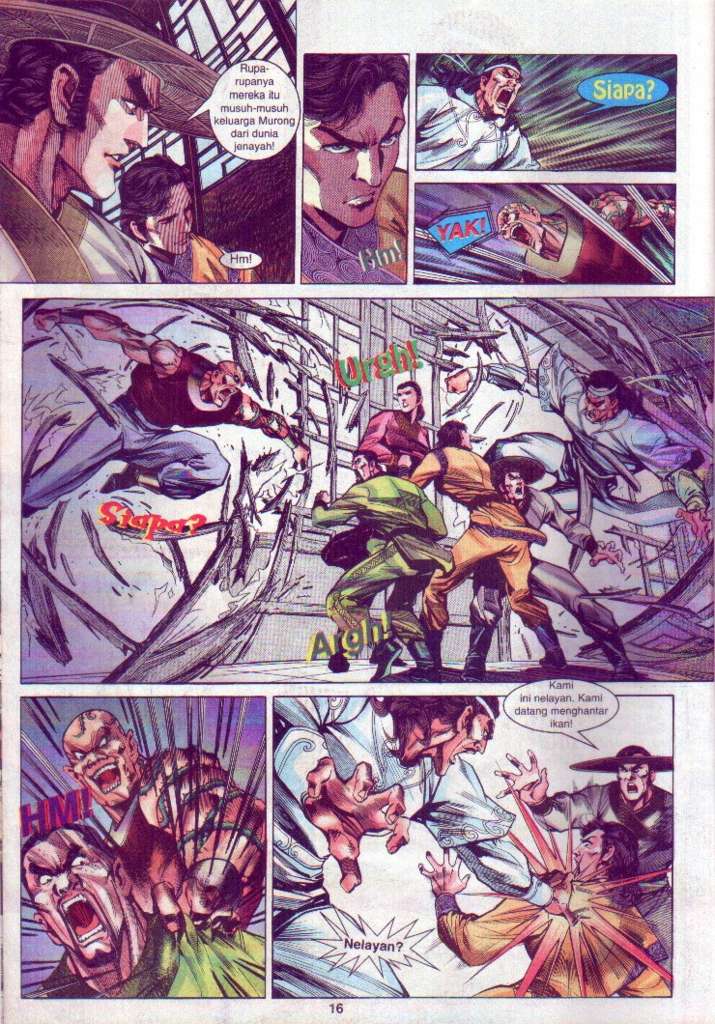 Rupa-
rupanya
mereka itu
musuh-musuh
keluarga Murong
dari dunia
jenayah!
Hm!
Hm!
Siapa?
YAK!
Urgh!
Siapa?
Argh!
HM!
Kami
ini nelayan. Kami
datang menghantar
ikan!
Nelayan?
16